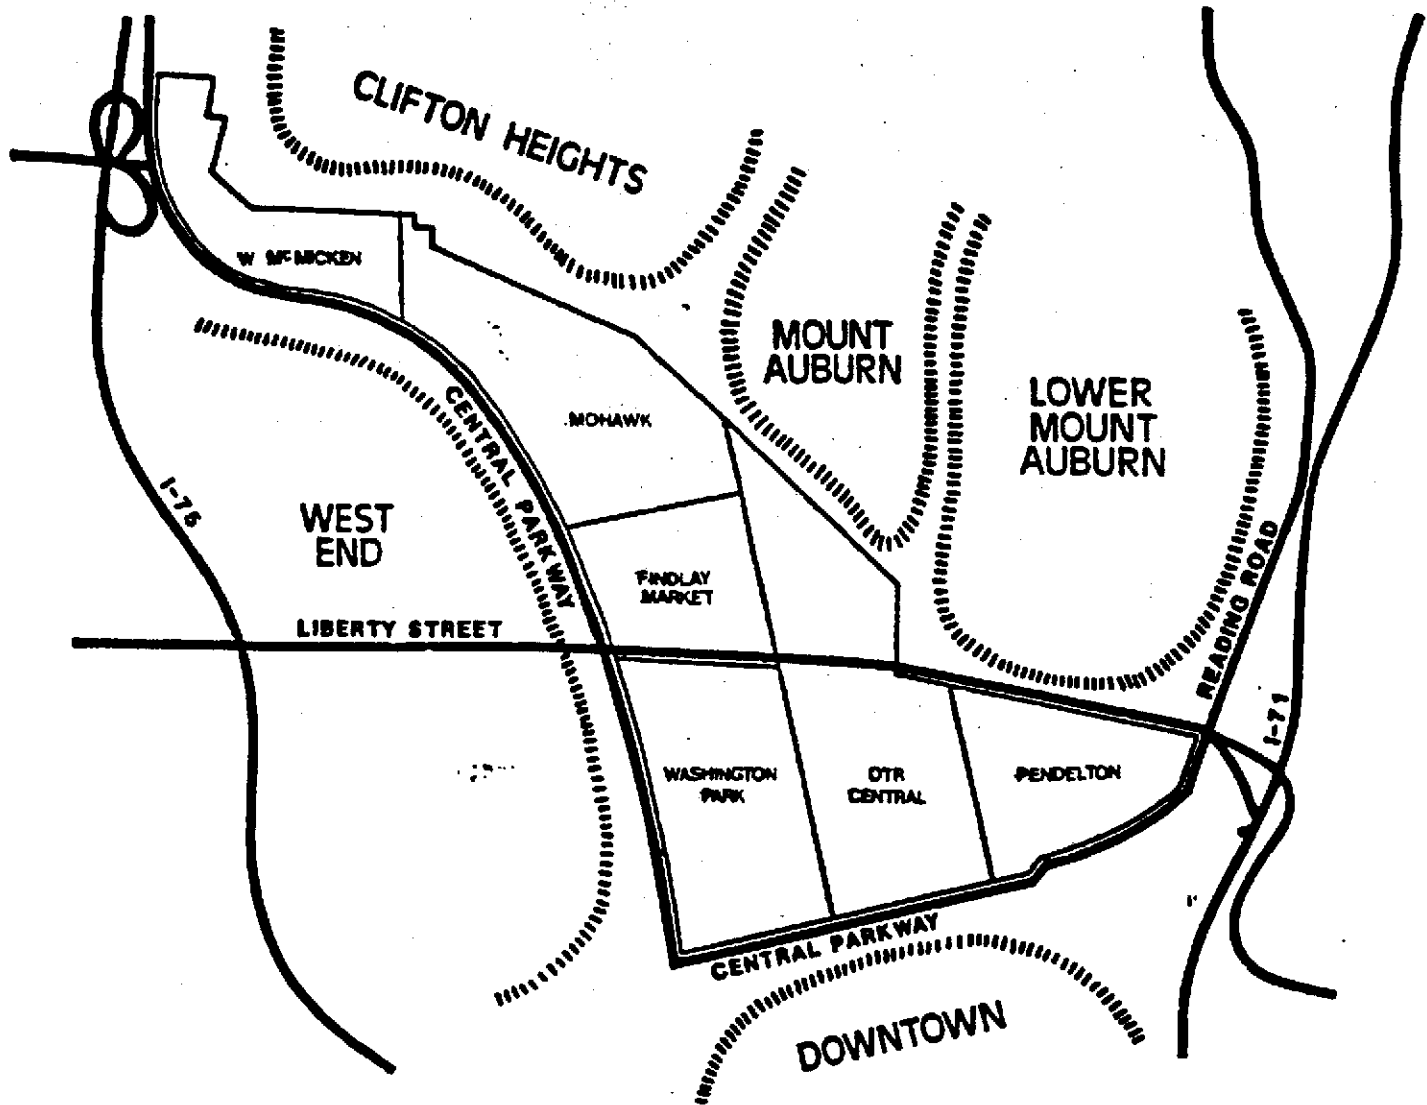 CLIFTON HEIGHTS
W McMICKEN
MOUNT
AUBURN
LOWER
MOUNT
AUBURN
CENTRAL PARKWAY
MOHAWK
I-75
WEST
END
FINDLAY
MARKET
READING ROAD
LIBERTY STREET
I-71
WASHINGTON
PARK
OTR
CENTRAL
PENDELTON
CENTRAL PARKWAY
DOWNTOWN